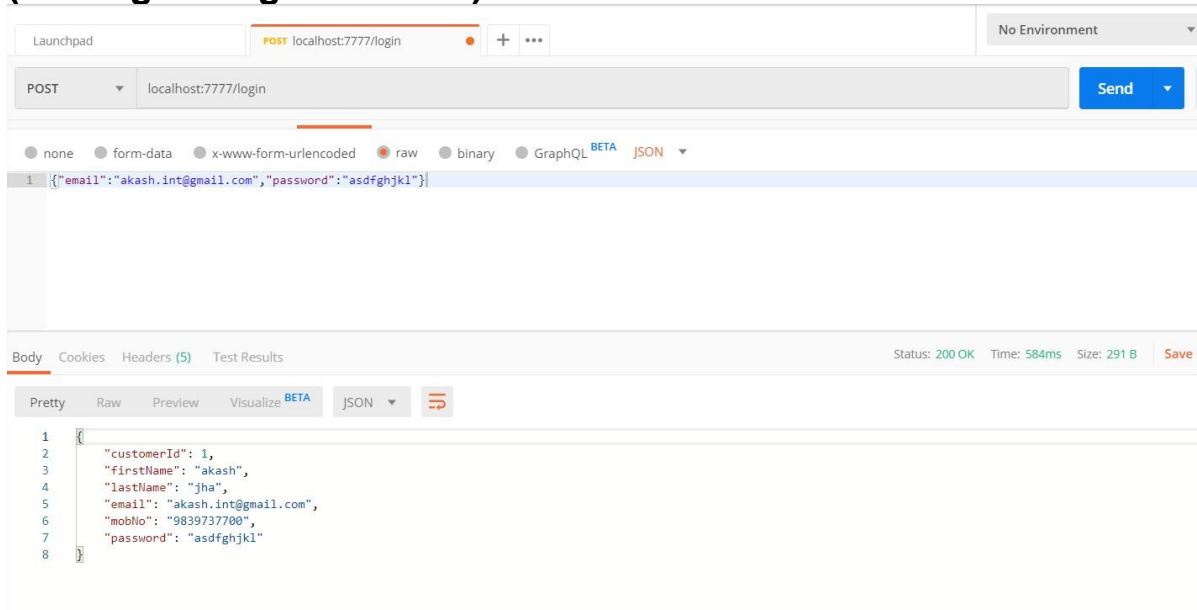 Launchpad
POST localhost:7777/login
+ •••
No Environment
POST
localhost:7777/login
Send
none form-data x-www-form-urlencoded raw binary GraphQL BETA JSON
1 {"email":"akash.int@gmail.com","password":"asdfghjkl"}
Body Cookies Headers (5) Test Results
Status: 200 OK Time: 584ms Size: 291 B Save
Pretty Raw Preview Visualize BETA JSON
1 {
2 "customerId": 1,
3 "firstName": "akash",
4 "lastName": "jha",
5 "email": "akash.int@gmail.com",
6 "mobNo": "9839737700",
7 "password": "asdfghjkl"
8 }